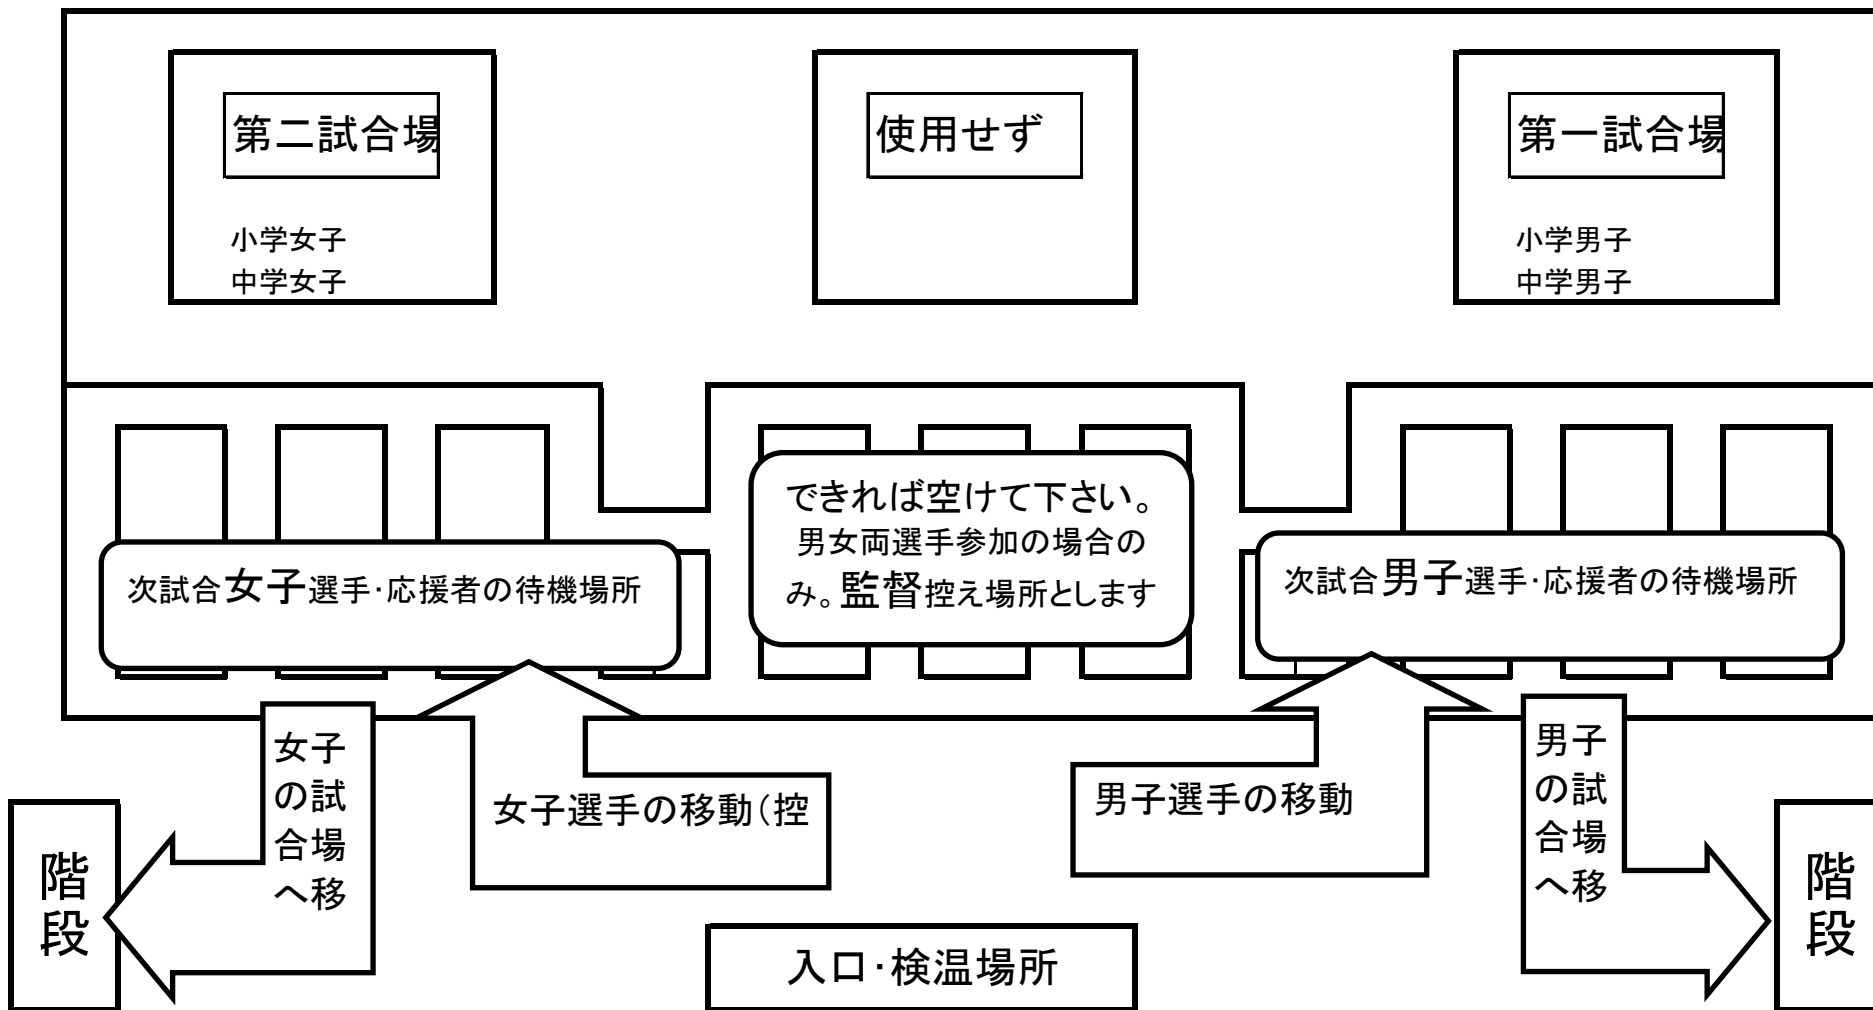 第二試合場
小学女子
中学女子
使用せず
第一試合場
小学男子
中学男子
次試合女子選手・応援者の待機場所
できれば空けて下さい。
男女両選手参加の場合の
み。監督控え場所とします
次試合男子選手・応援者の待機場所
女子
の試
合場
へ移
女子選手の移動(控
男子選手の移動
男子
の試
合場
へ移
階
段
入口・検温場所
階
段